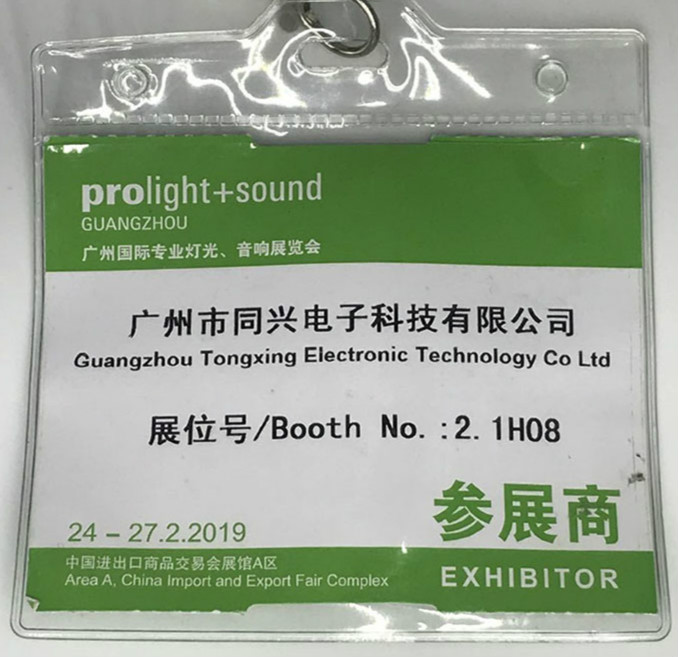 prolight+sound
GUANGZHOU
广州国际专业灯光、音响展览会
广州市同兴电子科技有限公司
Guangzhou Tongxing Electronic Technology Co Ltd
展位号/Booth No.:2.1H08
参展商
24 – 27.2.2019
中国进出口商品交易会展馆A区
Area A, China Import and Export Fair Complex
EXHIBITOR